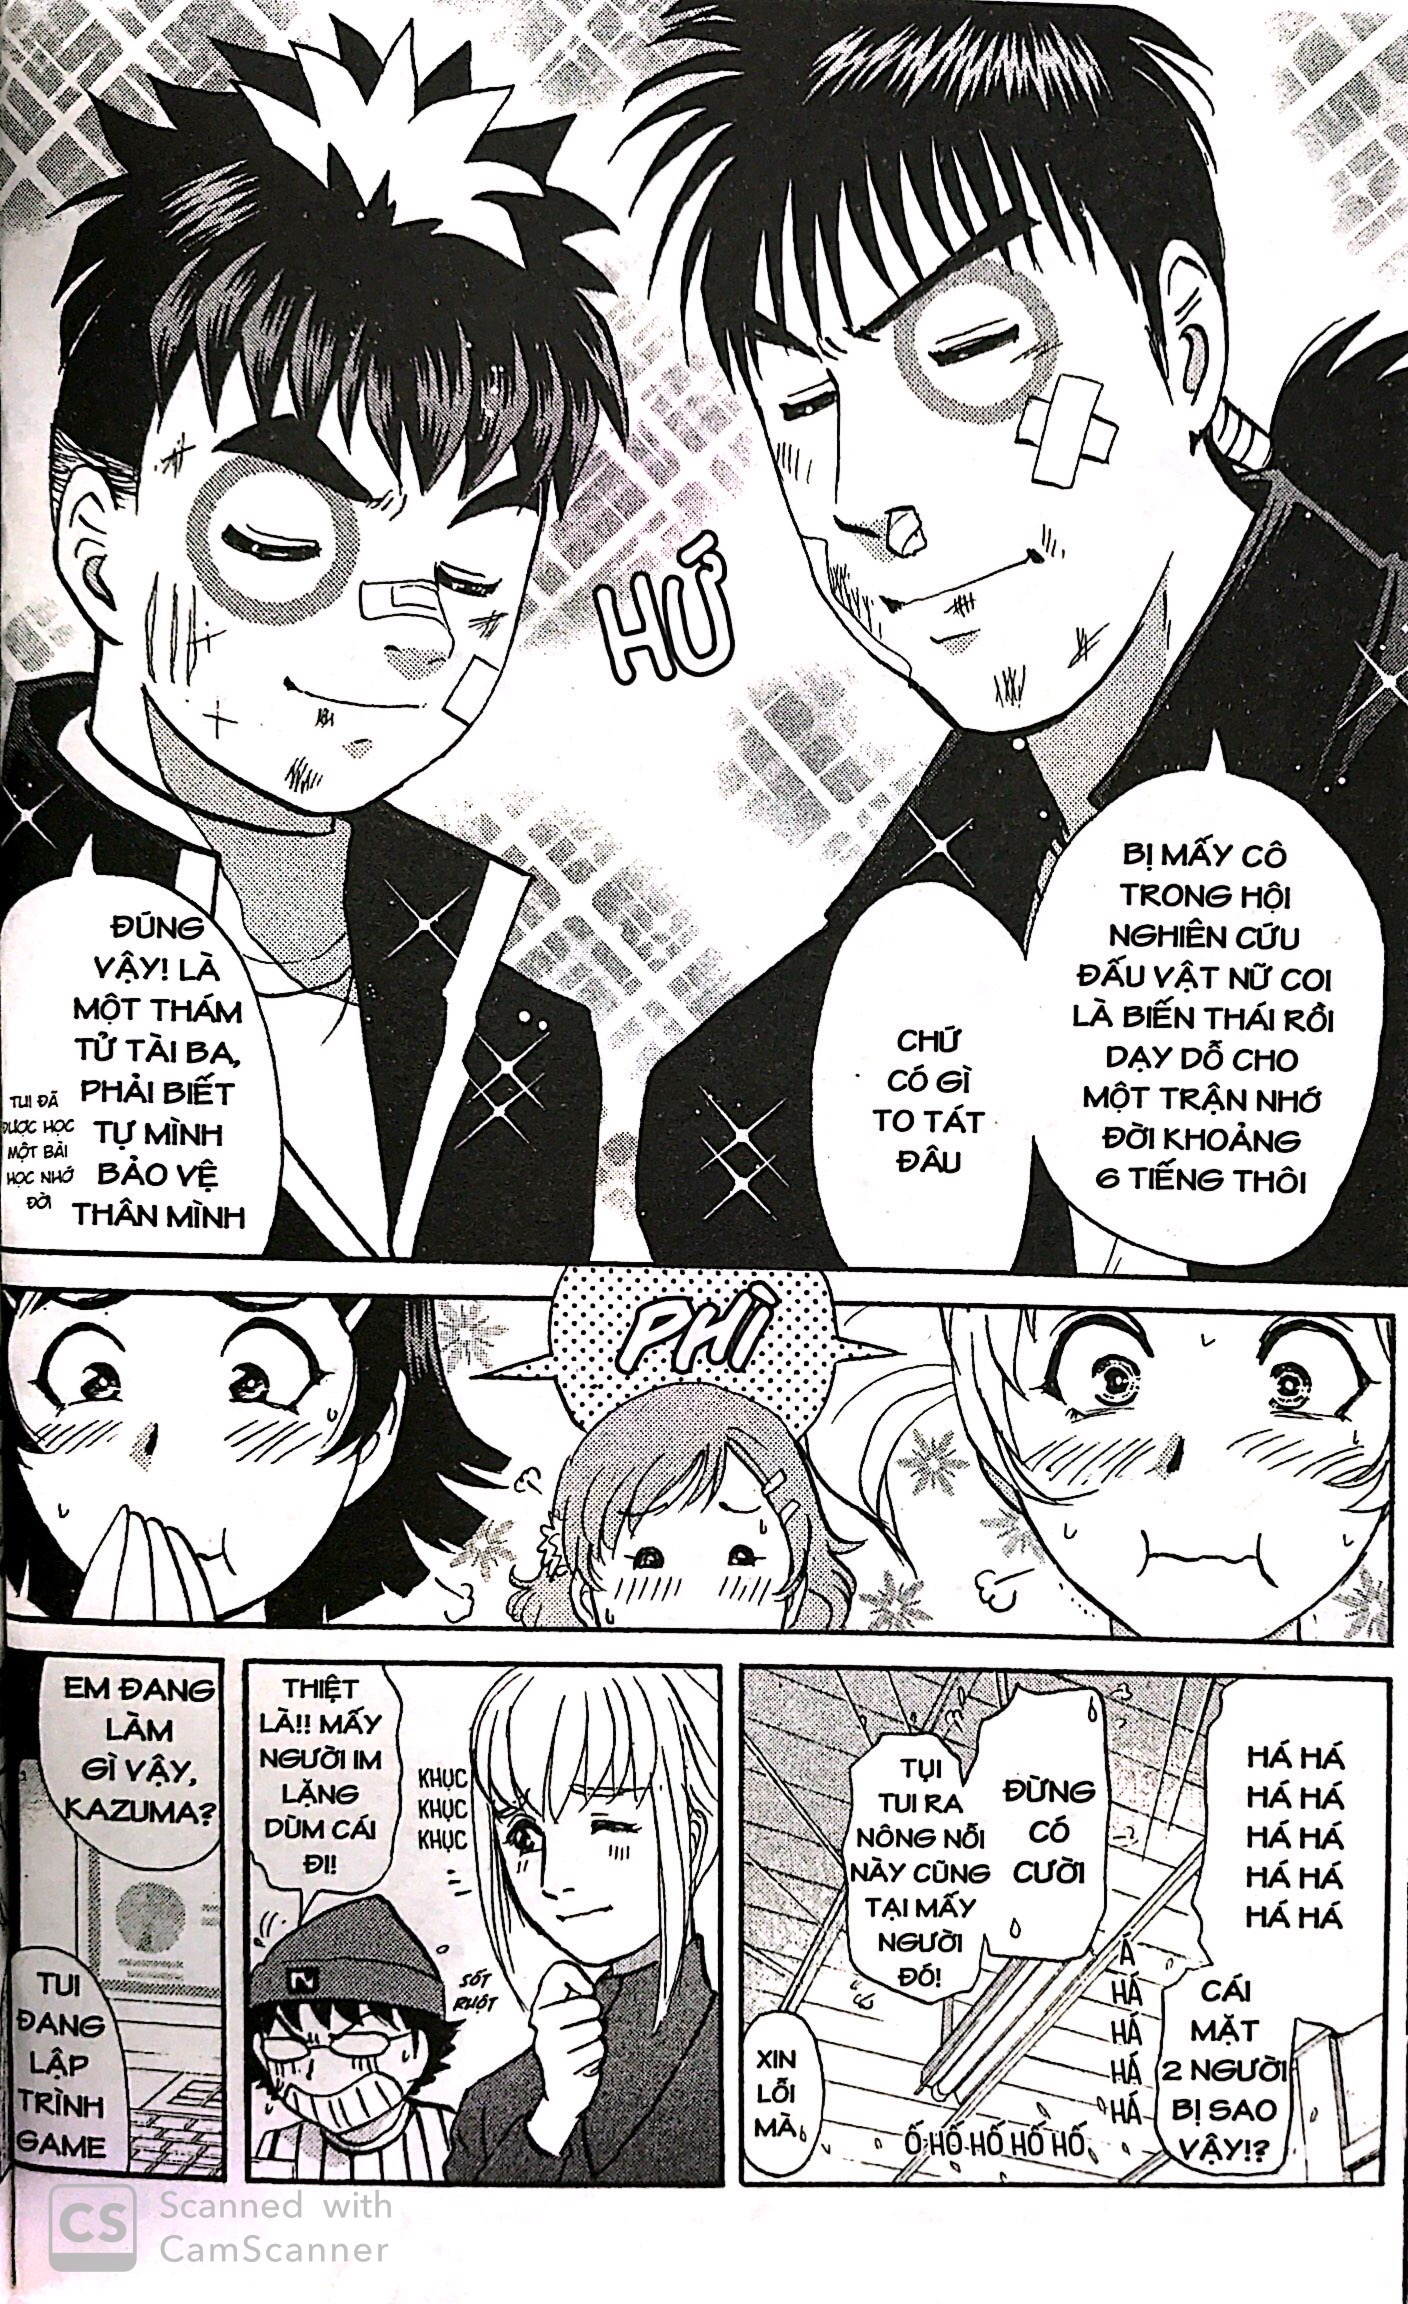 BỊ MẤY CÔ
TRONG HỘI
NGHIÊN CỨU
ĐẤU VẬT NỮ COI
LÀ BIẾN THÁI RỒI
DẠY DỖ CHO
MỘT TRẬN NHỚ
ĐỜI KHOẢNG
6 TIẾNG THÔI
CHỨ
CÓ GÌ
TO TÁT
ĐÂU
HỨ
ĐÚNG
VẬY! LÀ
MỘT THÁM
TỬ TÀI BA,
PHẢI BIẾT
TỰ MÌNH
BẢO VỆ
THÂN MÌNH
TUI ĐÃ
ĐƯỢC HỌC
MỘT BÀI
HỌC NHỚ
ĐỜI
PHÌ
HÁ HÁ
HÁ HÁ
HÁ HÁ
HÁ HÁ
HÁ HÁ
CÁI
MẶT
2 NGƯỜI
BỊ SAO
VẬY!?
Á
HÁ
HÁ
HÁ
HÁ
ĐỪNG
CÓ
CƯỜI
TỤI
TUI RA
NÔNG NỖI
NÀY CŨNG
TẠI MẤY
NGƯỜI
ĐÓ!
Ố HỐ HỐ HỐ HỐ
XIN
LỖI
MÀ
KHỤC
KHỤC
KHỤC
THIỆT
LÀ!! MẤY
NGƯỜI IM
LẶNG
DÙM CÁI
ĐI!
SỐT
RUỘT
N
EM ĐANG
LÀM
GÌ VẬY,
KAZUMA?
TUI
ĐANG
LẬP
TRÌNH
GAME
CS
Scanned with
CamScanner